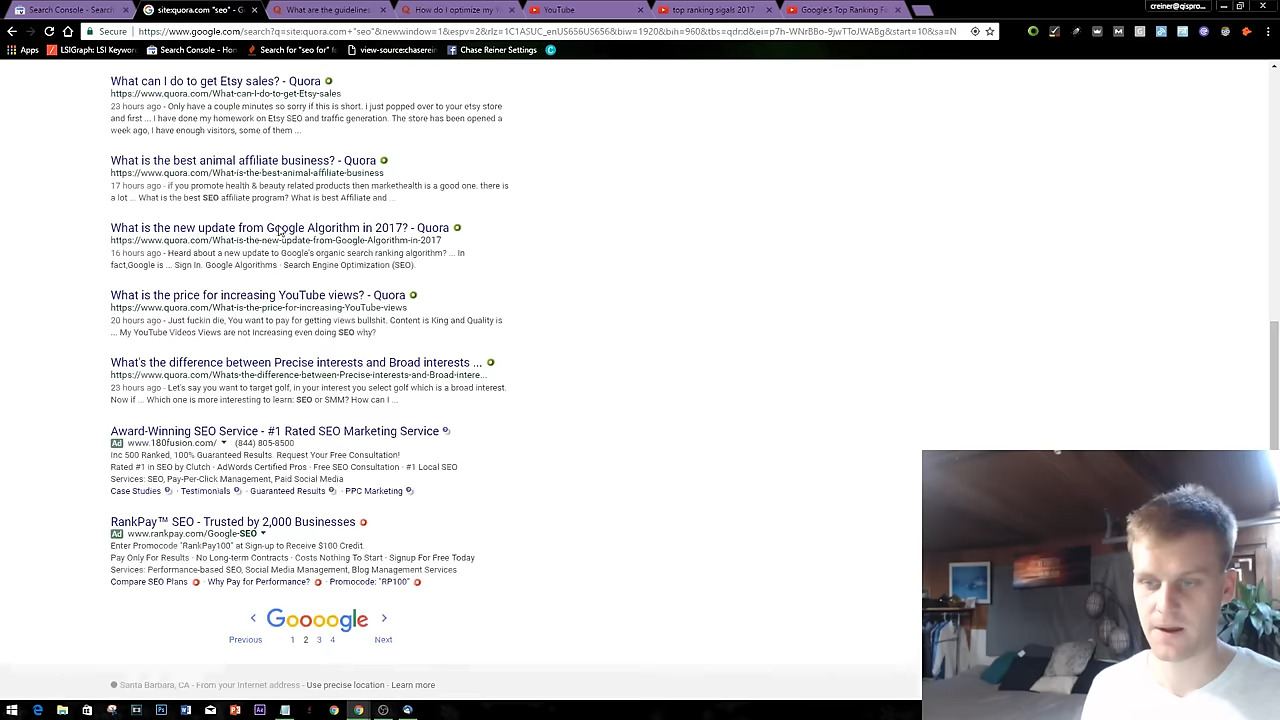 Search Console - Search
site:quora.com "seo" - G
What are the guidelines
How do I optimize my Y
YouTube
top ranking sigals 2017
Google's Top Ranking Fa
creiner@qispro...
Secure
https://www.google.com/search?q=site:quora.com+"seo"&newwindow=1&espv=2&rlz=1C1ASUC_enUS656US656&biw=1920&bih=960&tbs=qdr:d&ei=p7h-WNrBBo-9jwTToJWABg&start=10&sa=N
Apps
LSIGraph: LSI Keyword
Search Console - Hom
Search for "seo for"
view-source:chaserein
Chase Reiner Settings
What can I do to get Etsy sales? - Quora
https://www.quora.com/What-can-I-do-to-get-Etsy-sales
23 hours ago - Only have a couple minutes so sorry if this is short. i just popped over to your etsy store
and first ... I have done my homework on Etsy SEO and traffic generation. The store has been opened a
week ago, I have enough visitors, some of them ...
What is the best animal affiliate business? - Quora
https://www.quora.com/What-is-the-best-animal-affiliate-business
17 hours ago - if you promote health & beauty related products then markethealth is a good one. there is
a lot ... What is the best SEO affiliate program? What is best Affiliate and ...
What is the new update from Google Algorithm in 2017? - Quora
https://www.quora.com/What-is-the-new-update-from-Google-Algorithm-in-2017
16 hours ago - Heard about a new update to Google's organic search ranking algorithm? ... In
fact,Google is ... Sign In. Google Algorithms · Search Engine Optimization (SEO).
What is the price for increasing YouTube views? - Quora
https://www.quora.com/What-is-the-price-for-increasing-YouTube-views
20 hours ago - Just fuckin die, You want to pay for getting views bullshit. Content is King and Quality is
... My YouTube Videos Views are not Increasing even doing SEO why?
What's the difference between Precise interests and Broad interests ...
https://www.quora.com/Whats-the-difference-between-Precise-interests-and-Broad-intere...
23 hours ago - Let's say you want to target golf, in your interest you select golf which is a broad interest.
Now if ... Which one is more interesting to learn: SEO or SMM? How can I ...
Award-Winning SEO Service - #1 Rated SEO Marketing Service
Ad www.180fusion.com/ (844) 805-8500
Inc 500 Ranked, 100% Guaranteed Results. Request Your Free Consultation!
Rated #1 in SEO by Clutch · AdWords Certified Pros · Free SEO Consultation · #1 Local SEO
Services: SEO, Pay-Per-Click Management, Paid Social Media
Case Studies · Testimonials · Guaranteed Results · PPC Marketing
RankPay™ SEO - Trusted by 2,000 Businesses
Ad www.rankpay.com/Google-SEO
Enter Promocode "RankPay100" at Sign-up to Receive $100 Credit.
Pay Only For Results · No Long-term Contracts · Costs Nothing To Start · Signup For Free Today
Services: Performance-based SEO, Social Media Management, Blog Management Services
Compare SEO Plans · Why Pay for Performance? · Promocode: "RP100"
Goooogle
Previous 1 2 3 4 Next
Santa Barbara, CA - From your Internet address - Use precise location - Learn more